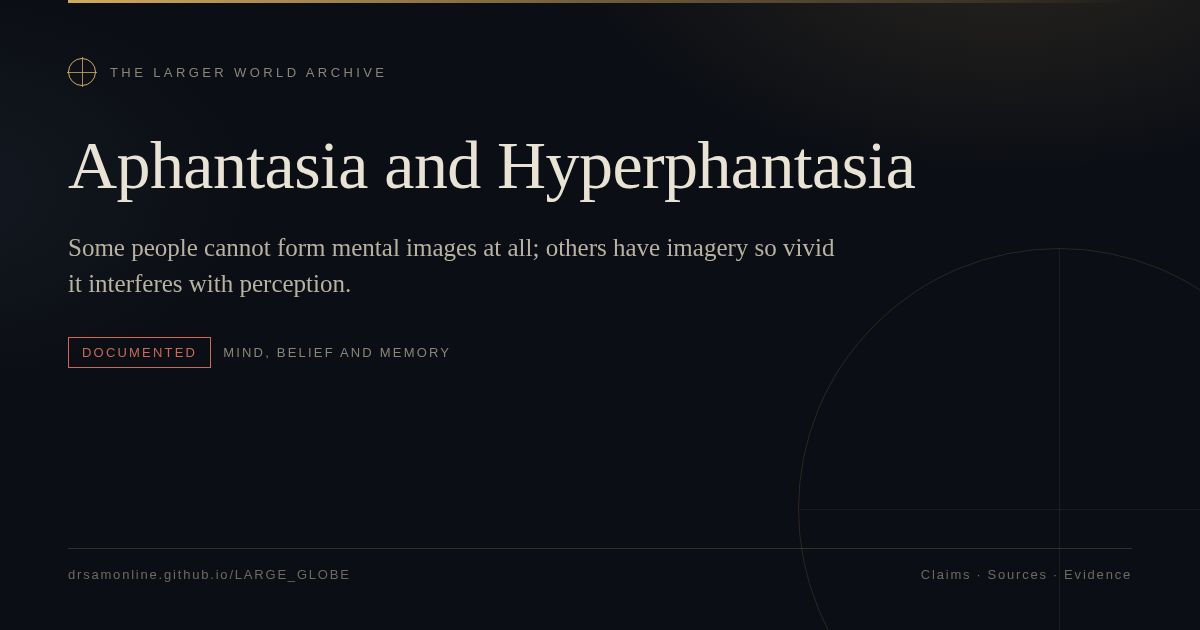 THE LARGER WORLD ARCHIVE
Aphantasia and Hyperphantasia
Some people cannot form mental images at all; others have imagery so vivid
it interferes with perception.
DOCUMENTED MIND, BELIEF AND MEMORY
drsamonline.github.io/LARGE_GLOBE Claims · Sources · Evidence